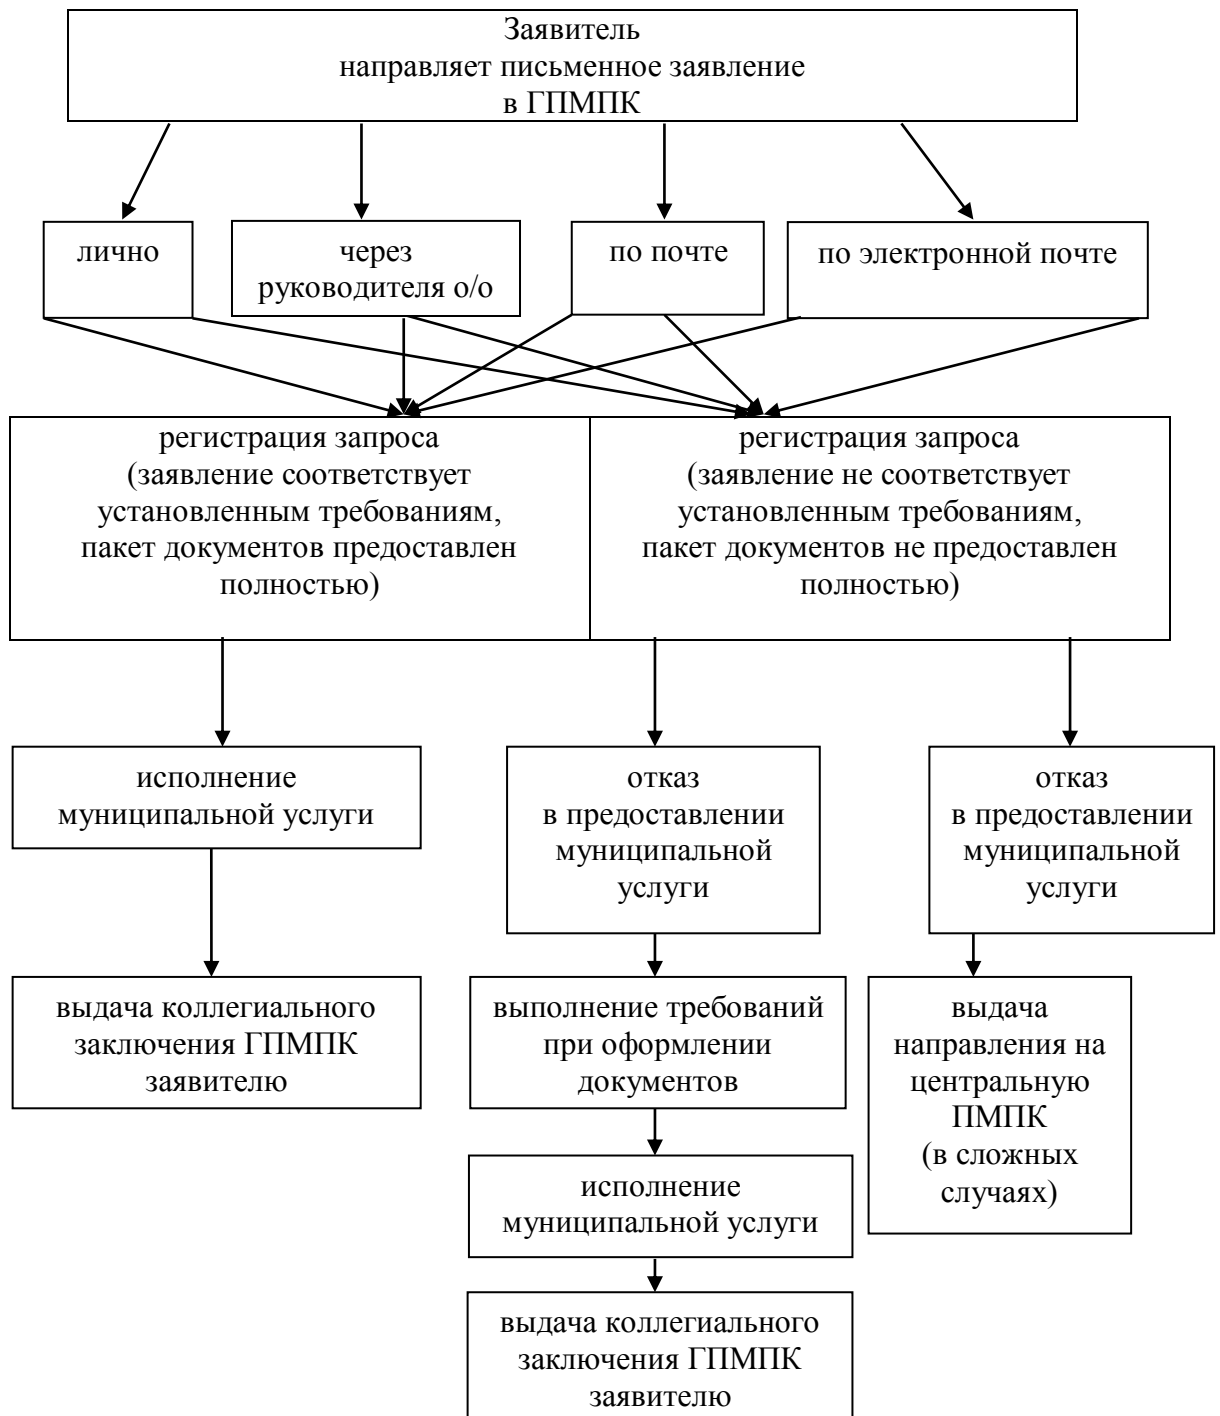 Заявитель
направляет письменное заявление
в ГПМПК
лично
через
руководителя о/о
по почте
по электронной почте
регистрация запроса
(заявление соответствует
установленным требованиям,
пакет документов предоставлен
полностью)
регистрация запроса
(заявление не соответствует
установленным требованиям,
пакет документов не предоставлен
полностью)
исполнение
муниципальной услуги
отказ
в предоставлении
муниципальной
услуги
отказ
в предоставлении
муниципальной
услуги
выдача коллегиального
заключения ГПМПК
заявителю
выполнение требований
при оформлении
документов
выдача
направления на
центральную
ПМПК
(в сложных
случаях)
исполнение
муниципальной услуги
выдача коллегиального
заключения ГПМПК
заявителю